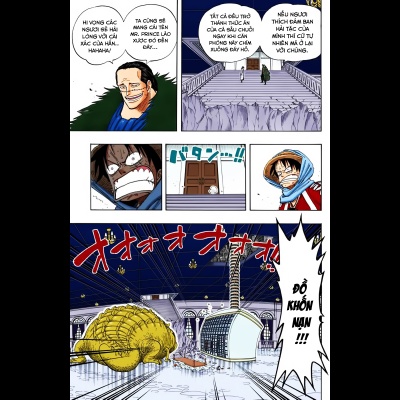 NẾU NGƯƠI
THÍCH ĐÁM BẠN
HẢI TẶC CỦA
MÌNH THÌ CỨ TỰ
NHIÊN MÀ Ở LẠI
VỚI CHÚNG.
TẤT CẢ ĐỀU TRỞ
THÀNH THỨC ĂN
CỦA CÁ SẤU CHUỐI
NGAY KHI CĂN
PHÒNG NÀY CHÌM
XUỐNG ĐÁY HỒ.
TA CŨNG SẼ
MANG CÁI TÊN
MR. PRINCE LÁO
XƯỢC ĐÓ ĐẾN
ĐÂY...
HI VỌNG CÁC
NGƯƠI SẼ HÀI
LÒNG VỚI CÁI
XÁC CỦA HẮN...
HAHAHA!
バタン…!!
オオオオオオ!!
ĐỒ
KHỐN
NẠN
!!!